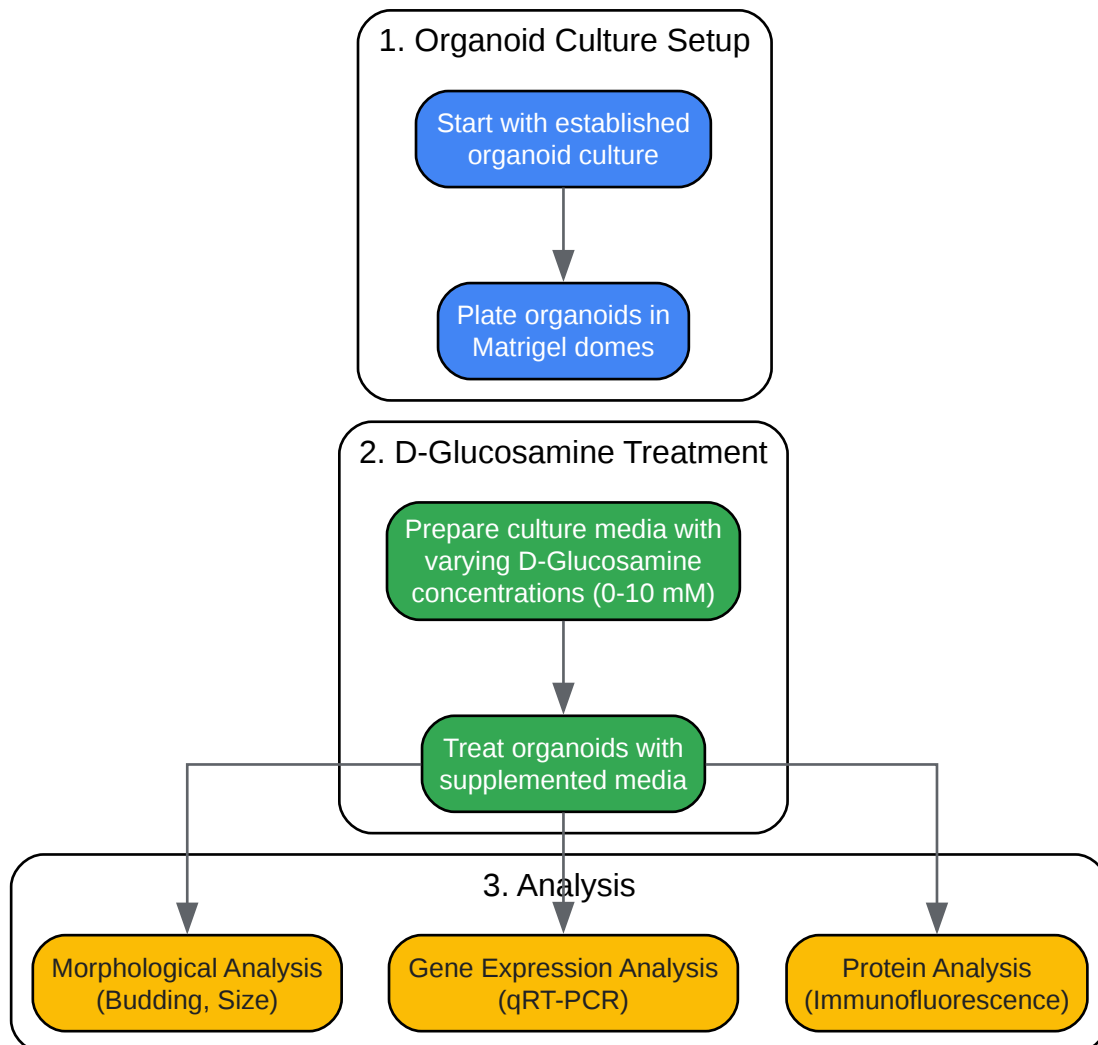 1. Organoid Culture Setup
Start with established
organoid culture
Plate organoids in
Matrigel domes
2. D-Glucosamine Treatment
Prepare culture media with
varying D-Glucosamine
concentrations (0-10 mM)
Treat organoids with
supplemented media
3. Analysis
Morphological Analysis
(Budding, Size)
Gene Expression Analysis
(qRT-PCR)
Protein Analysis
(Immunofluorescence)